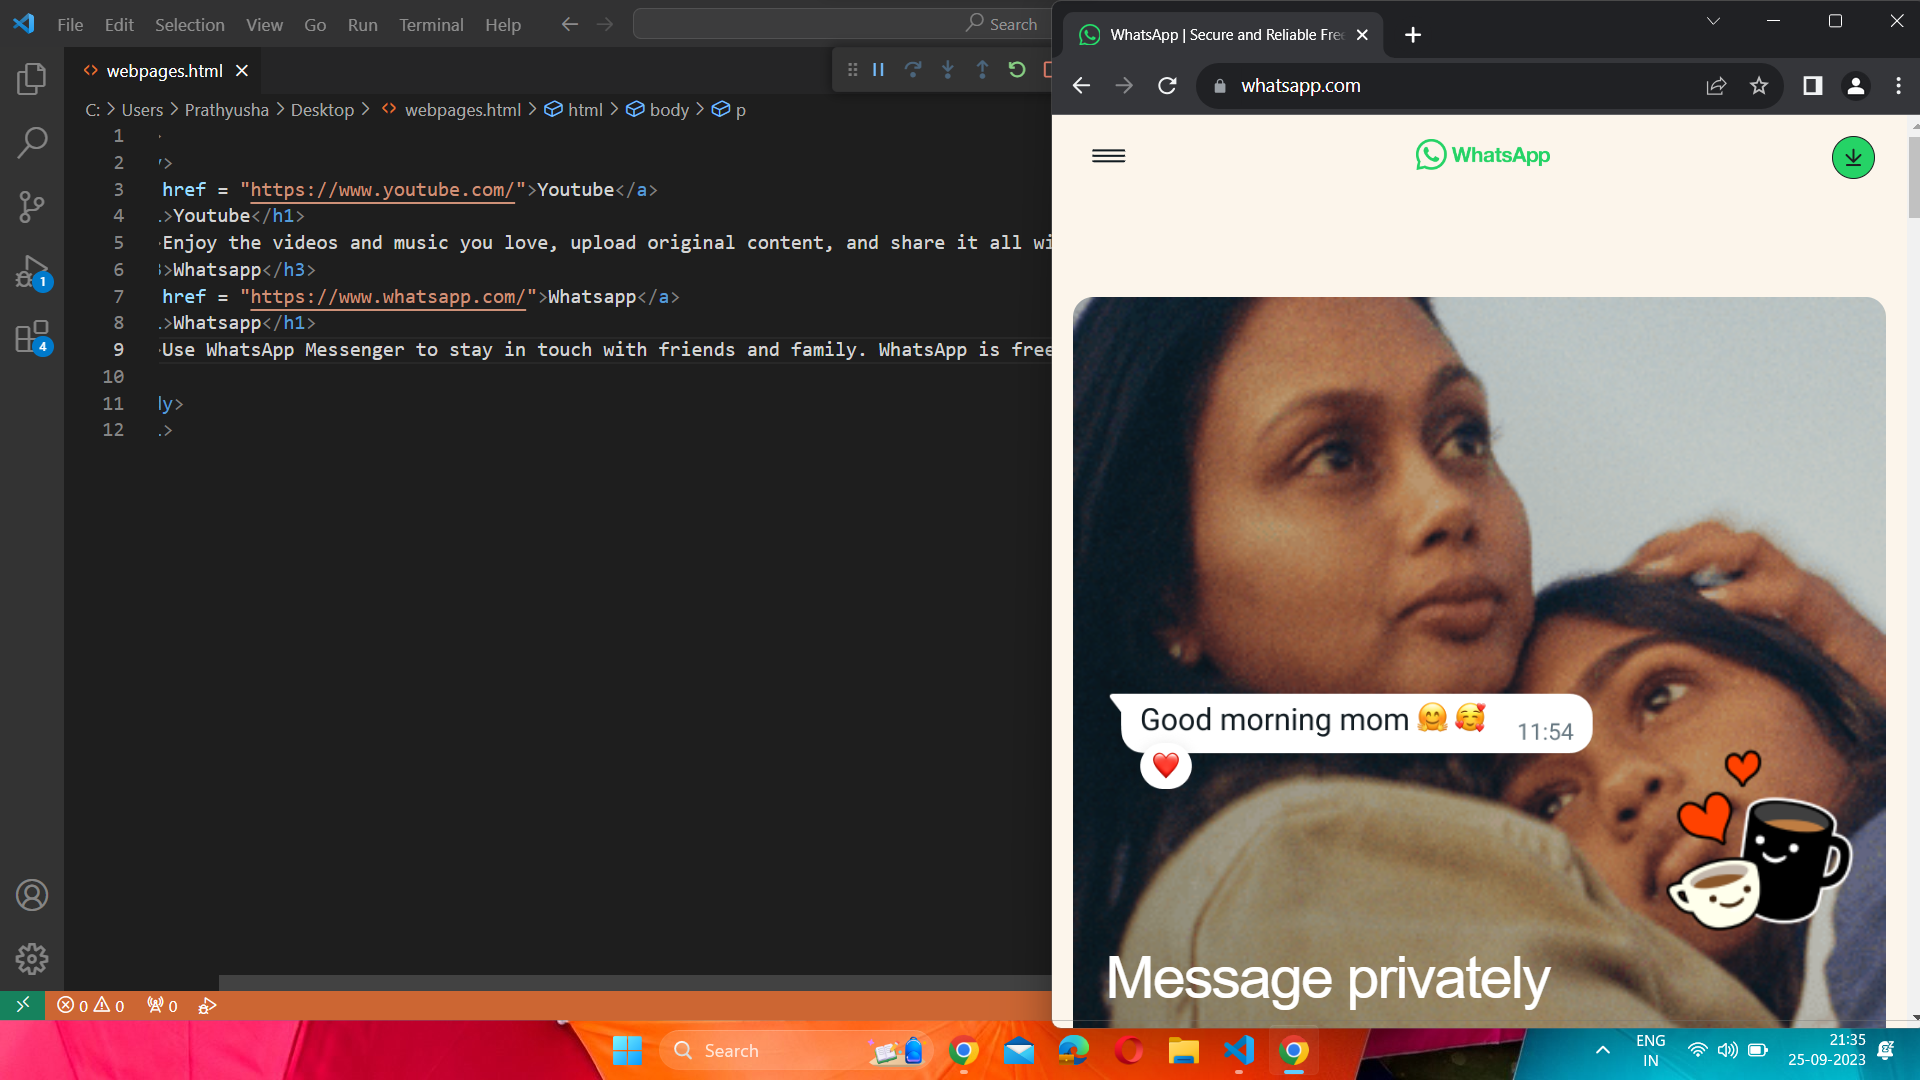 File Edit Selection View Go Run Terminal Help Search
webpages.html
C: > Users > Prathyusha > Desktop > webpages.html > html > body > p
1
2 >
3 href = "https://www.youtube.com/">Youtube</a>
4 >Youtube</h1>
5 Enjoy the videos and music you love, upload original content, and share it all wi
6 >Whatsapp</h3>
7 href = "https://www.whatsapp.com/">Whatsapp</a>
8 >Whatsapp</h1>
9 Use WhatsApp Messenger to stay in touch with friends and family. WhatsApp is free
10
11 y>
12 >
1
4
0 0 0
WhatsApp | Secure and Reliable Free
whatsapp.com
WhatsApp
Good morning mom 🤗 🥰 11:54
❤️
Message privately
Search
ENG
IN
21:35
25-09-2023